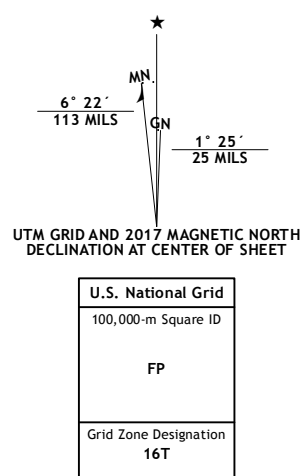 ★
MN
GN
6° 22´
113 MILS
1° 25´
25 MILS
UTM GRID AND 2017 MAGNETIC NORTH
DECLINATION AT CENTER OF SHEET
U.S. National Grid
100,000-m Square ID
FP
Grid Zone Designation
16T